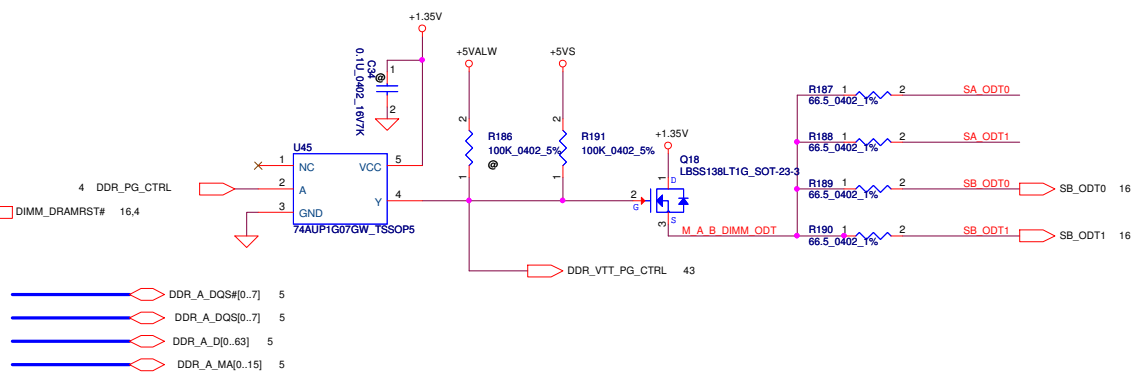 +1.35V
+5VALW
+5VS
C34
@
0.1U_0402_16V7K
1
2
2
R186
100K_0402_5%
@
1
2
R191
100K_0402_5%
1
+1.35V
Q18
LBSS138LT1G_SOT-23-3
1
D
2
G
3
S
U45
1 NC
VCC 5
2 A
Y 4
3 GND
74AUP1G07GW_TSSOP5
4 DDR_PG_CTRL
DIMM_DRAMRST# 16,4
M_A_B_DIMM_ODT
DDR_VTT_PG_CTRL 43
R187 1 2 SA_ODT0
66.5_0402_1%
R188 1 2 SA_ODT1
66.5_0402_1%
R189 1 2 SB_ODT0 SB_ODT0 16
66.5_0402_1%
R190 1 2 SB_ODT1 SB_ODT1 16
66.5_0402_1%
DDR_A_DQS#[0..7] 5
DDR_A_DQS[0..7] 5
DDR_A_D[0..63] 5
DDR_A_MA[0..15] 5